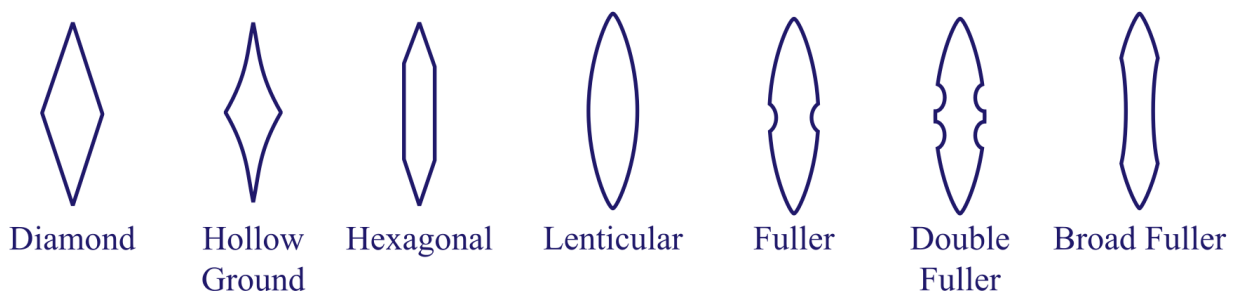 Diamond
Hollow
Ground
Hexagonal
Lenticular
Fuller
Double
Fuller
Broad Fuller